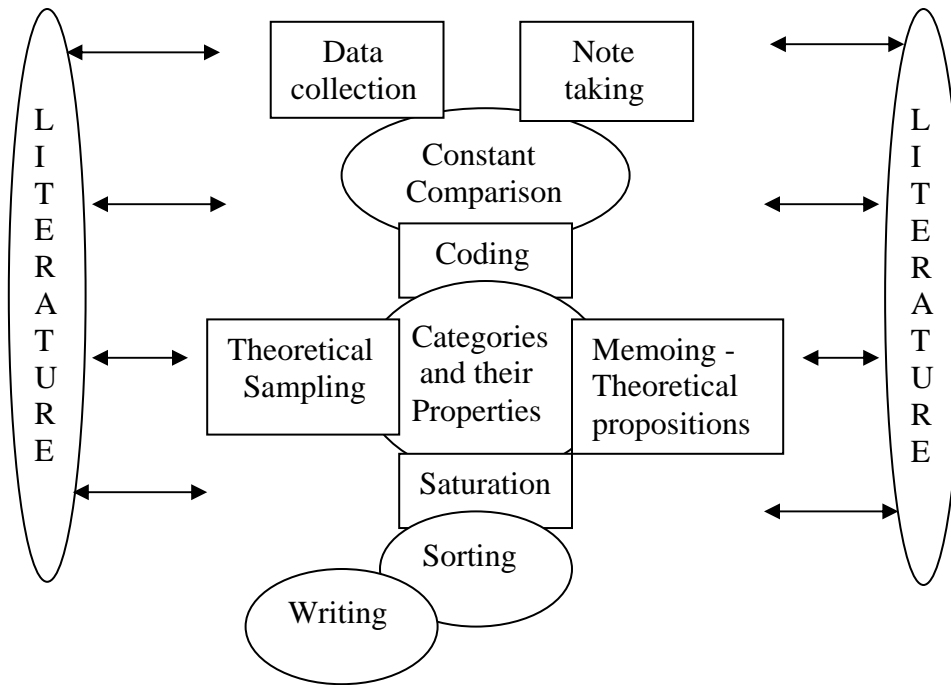 L
I
T
E
R
A
T
U
R
E
Data
collection
Note
taking
Constant
Comparison
Coding
Theoretical
Sampling
Categories
and their
Properties
Memoing -
Theoretical
propositions
Saturation
Sorting
Writing
L
I
T
E
R
A
T
U
R
E